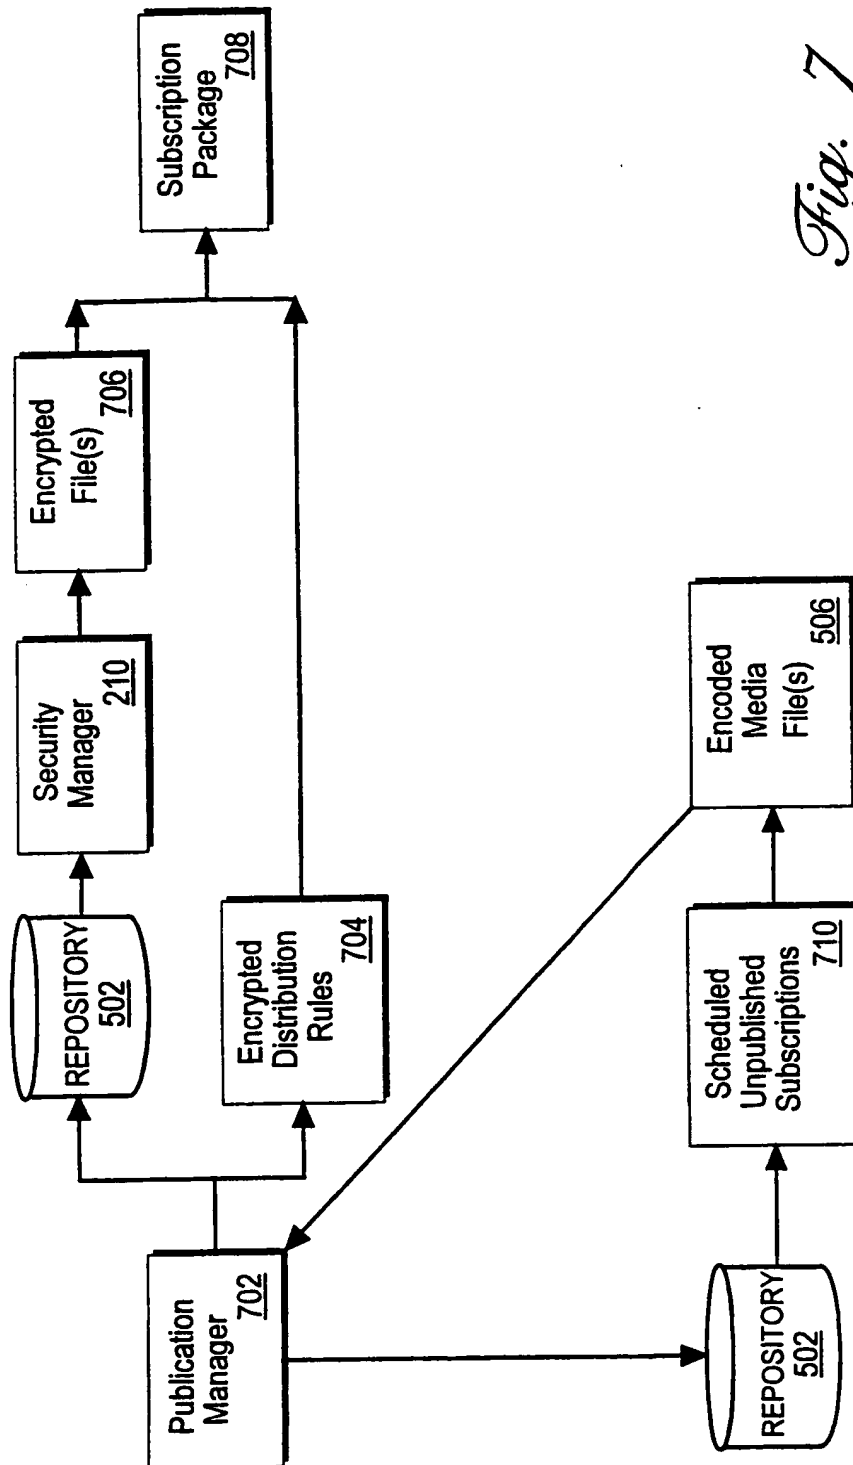 Publication
Manager
702
REPOSITORY
502
Security
Manager
210
Encrypted
File(s)
706
Subscription
Package
708
Encrypted
Distribution
Rules
704
REPOSITORY
502
Scheduled
Unpublished
Subscriptions
710
Encoded
Media
File(s)
506
Fig. 7